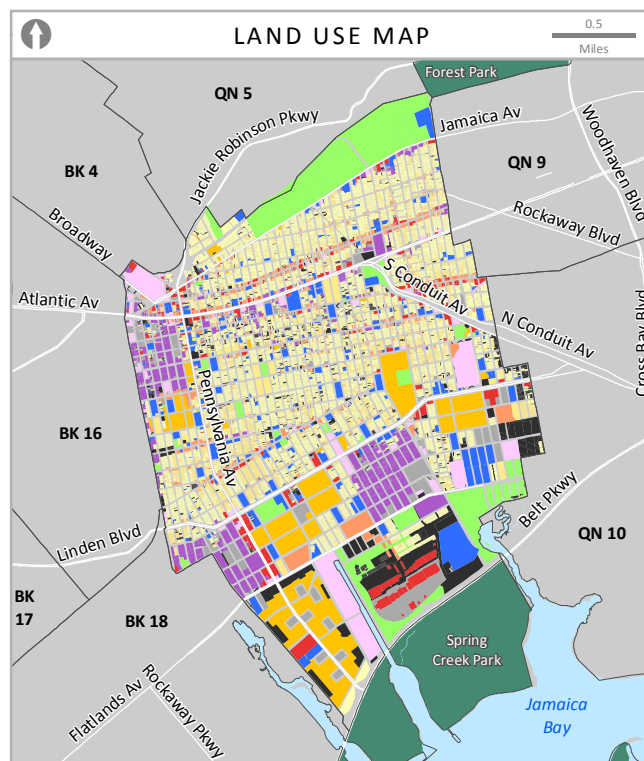 LAND USE MAP
0.5
Miles
Forest Park
QN 5
Jackie Robinson Pkwy
Jamaica Av
Woodhaven Blvd
BK 4
QN 9
Broadway
Rockaway Blvd
S Conduit Av
Atlantic Av
N Conduit Av
Cross Bay Blvd
Pennsylvania Av
BK 16
Belt Pkwy
Linden Blvd
QN 10
BK
17
BK 18
Spring
Creek Park
Flatlands Av
Rockaway Pkwy
Jamaica
Bay